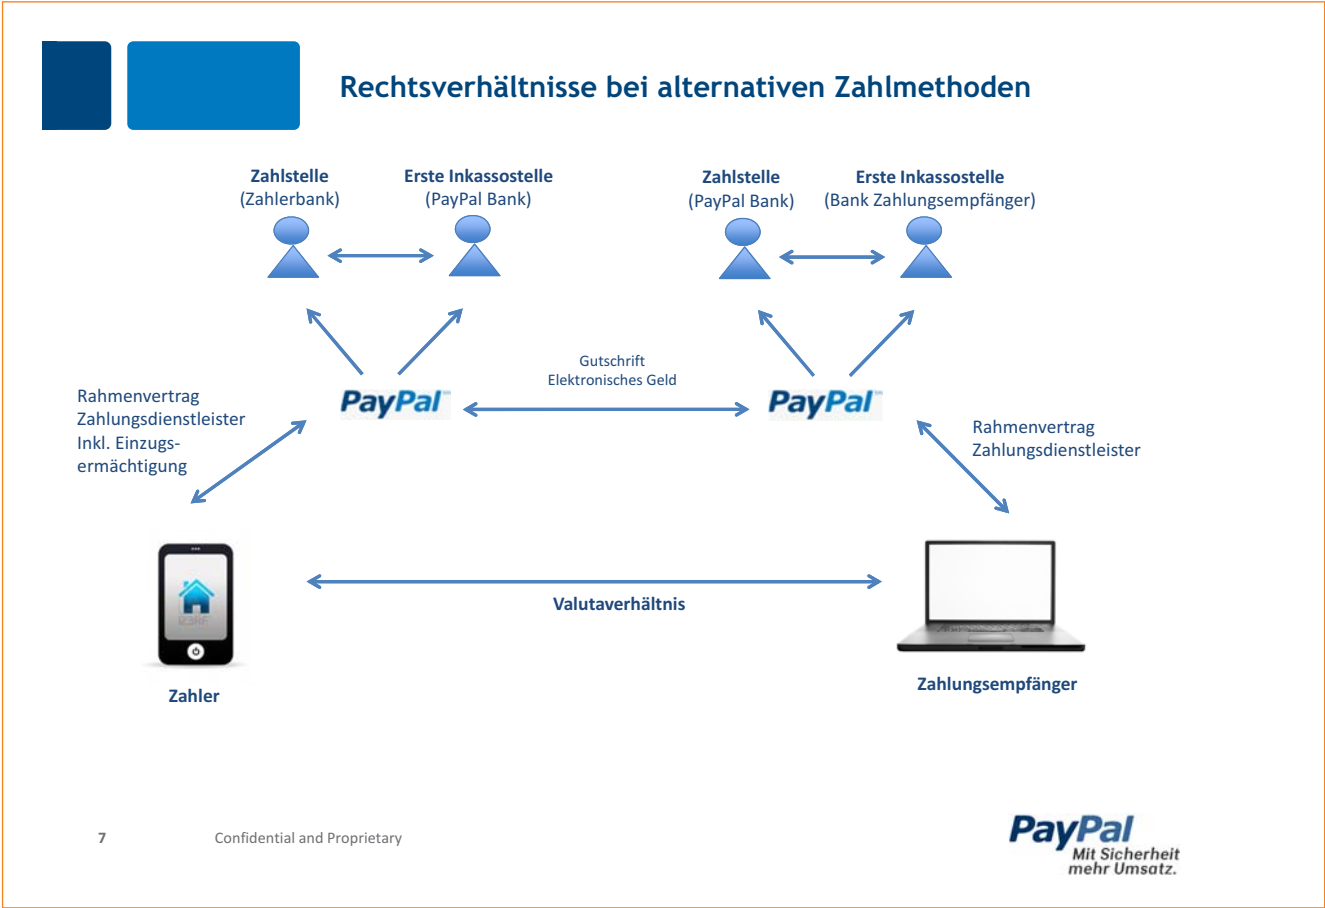 Rechtsverhältnisse bei alternativen Zahlmethoden
Zahlstelle
(Zahlerbank)
Erste Inkassostelle
(PayPal Bank)
Zahlstelle
(PayPal Bank)
Erste Inkassostelle
(Bank Zahlungsempfänger)
Gutschrift
Elektronisches Geld
Rahmenvertrag
Zahlungsdienstleister
Inkl. Einzugs-
ermächtigung
PayPal
PayPal
Rahmenvertrag
Zahlungsdienstleister
Valutaverhältnis
Zahler
Zahlungsempfänger
7
Confidential and Proprietary
PayPal
Mit Sicherheit
mehr Umsatz.